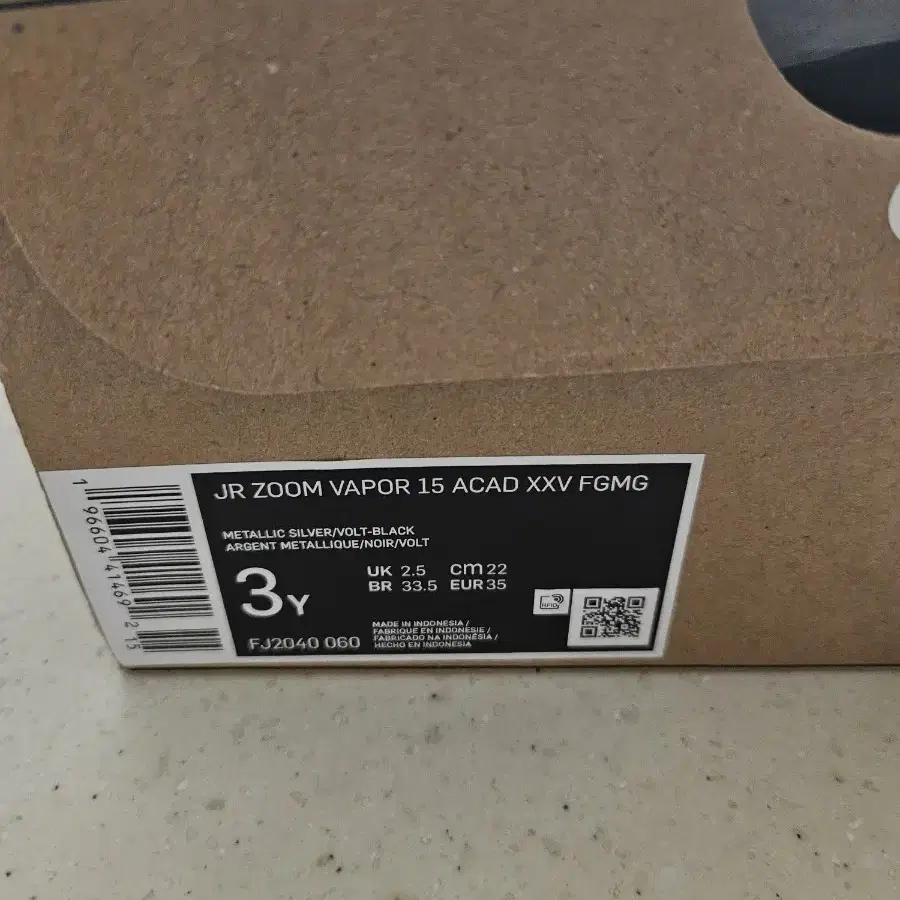 JR ZOOM VAPOR 15 ACAD XXV FGMG
METALLIC SILVER/VOLT-BLACK
ARGENT METALLIQUE/NOIR/VOLT
3Y
UK 2.5 cm 22
BR 33.5 EUR 35
RFID
FJ2040 060
MADE IN INDONESIA /
FABRIQUE EN INDONESIE /
FABRICADO NA INDONÉSIA /
HECHO EN INDONESIA
1 96604 41469 2 15